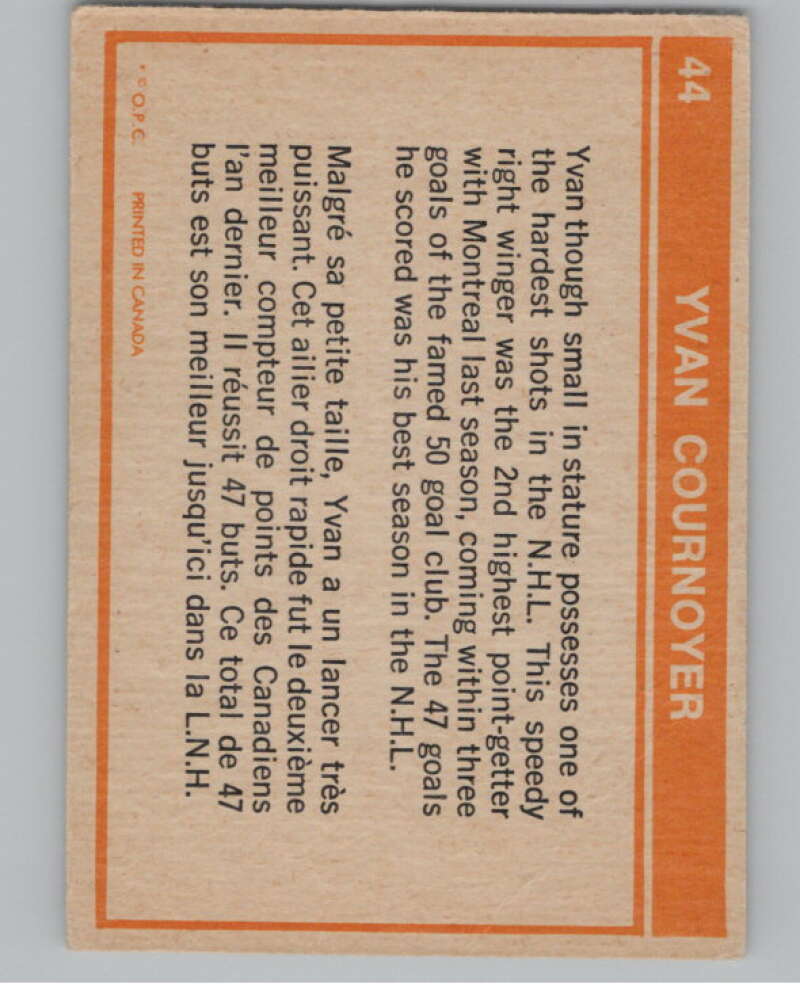 44 YVAN COURNOYER
Yvan though small in stature possesses one of
the hardest shots in the N.H.L. This speedy
right winger was the 2nd highest point-getter
with Montreal last season, coming within three
goals of the famed 50 goal club. The 47 goals
he scored was his best season in the N.H.L.
Malgré sa petite taille, Yvan a un lancer très
puissant. Cet ailier droit rapide fut le deuxième
meilleur compteur de points des Canadiens
l'an dernier. Il réussit 47 buts. Ce total de 47
buts est son meilleur jusqu'ici dans la L.N.H.
* © O.P.C. PRINTED IN CANADA